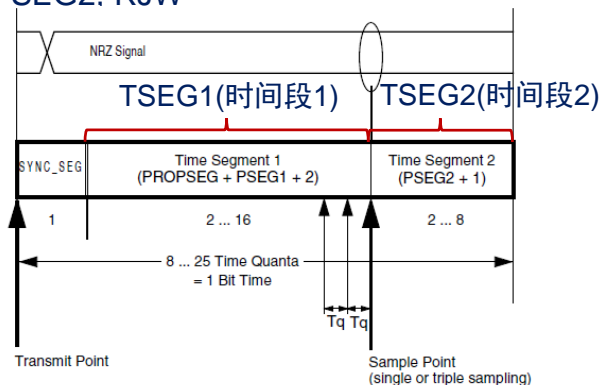 SEG2, RJW
NRZ Signal
TSEG1(时间段1) TSEG2(时间段2)
SYNC_SEG
Time Segment 1
(PROPSEG + PSEG1 + 2)
Time Segment 2
(PSEG2 + 1)
1
2 ... 16
2 ... 8
8 ... 25 Time Quanta
= 1 Bit Time
Tq Tq
Transmit Point
Sample Point
(single or triple sampling)